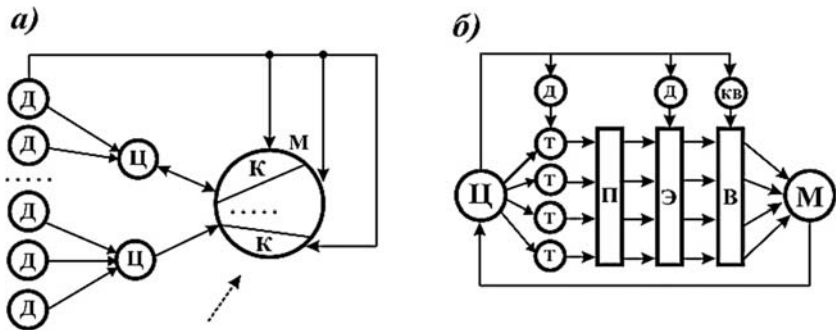 а)
Д
Д
.....
Д
Д
Д
Ц
Ц
К
М
.....
К
б)
Д
Д
КВ
Ц
Т
Т
Т
Т
П
Э
В
М